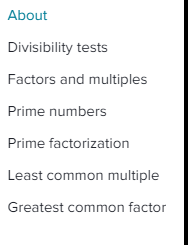 About
Divisibility tests
Factors and multiples
Prime numbers
Prime factorization
Least common multiple
Greatest common factor